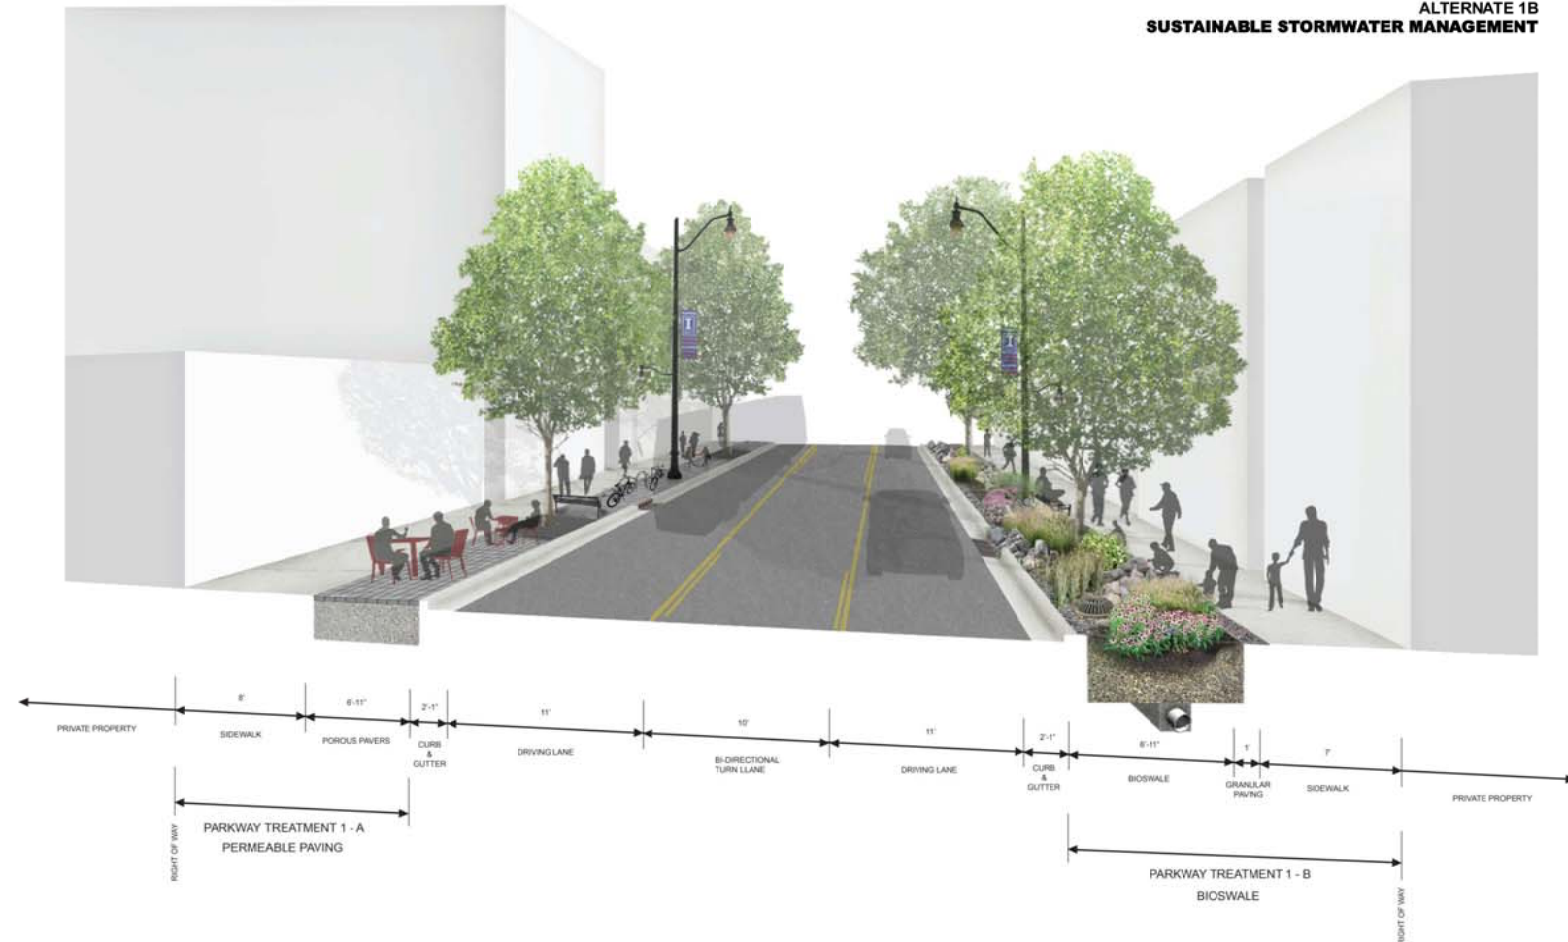 ALTERNATE 1B
SUSTAINABLE STORMWATER MANAGEMENT
I
I
8'
6'-11"
2'-1"
11'
10'
11'
2'-1"
6'-11"
1'
7'
PRIVATE PROPERTY
SIDEWALK
POROUS PAVERS
CURB
&
GUTTER
DRIVING LANE
BI-DIRECTIONAL
TURN LLANE
DRIVING LANE
CURB
&
GUTTER
BIOSWALE
GRANULAR
PAVING
SIDEWALK
PRIVATE PROPERTY
RIGHT OF WAY
PARKWAY TREATMENT 1 - A
PERMEABLE PAVING
PARKWAY TREATMENT 1 - B
BIOSWALE
RIGHT OF WAY